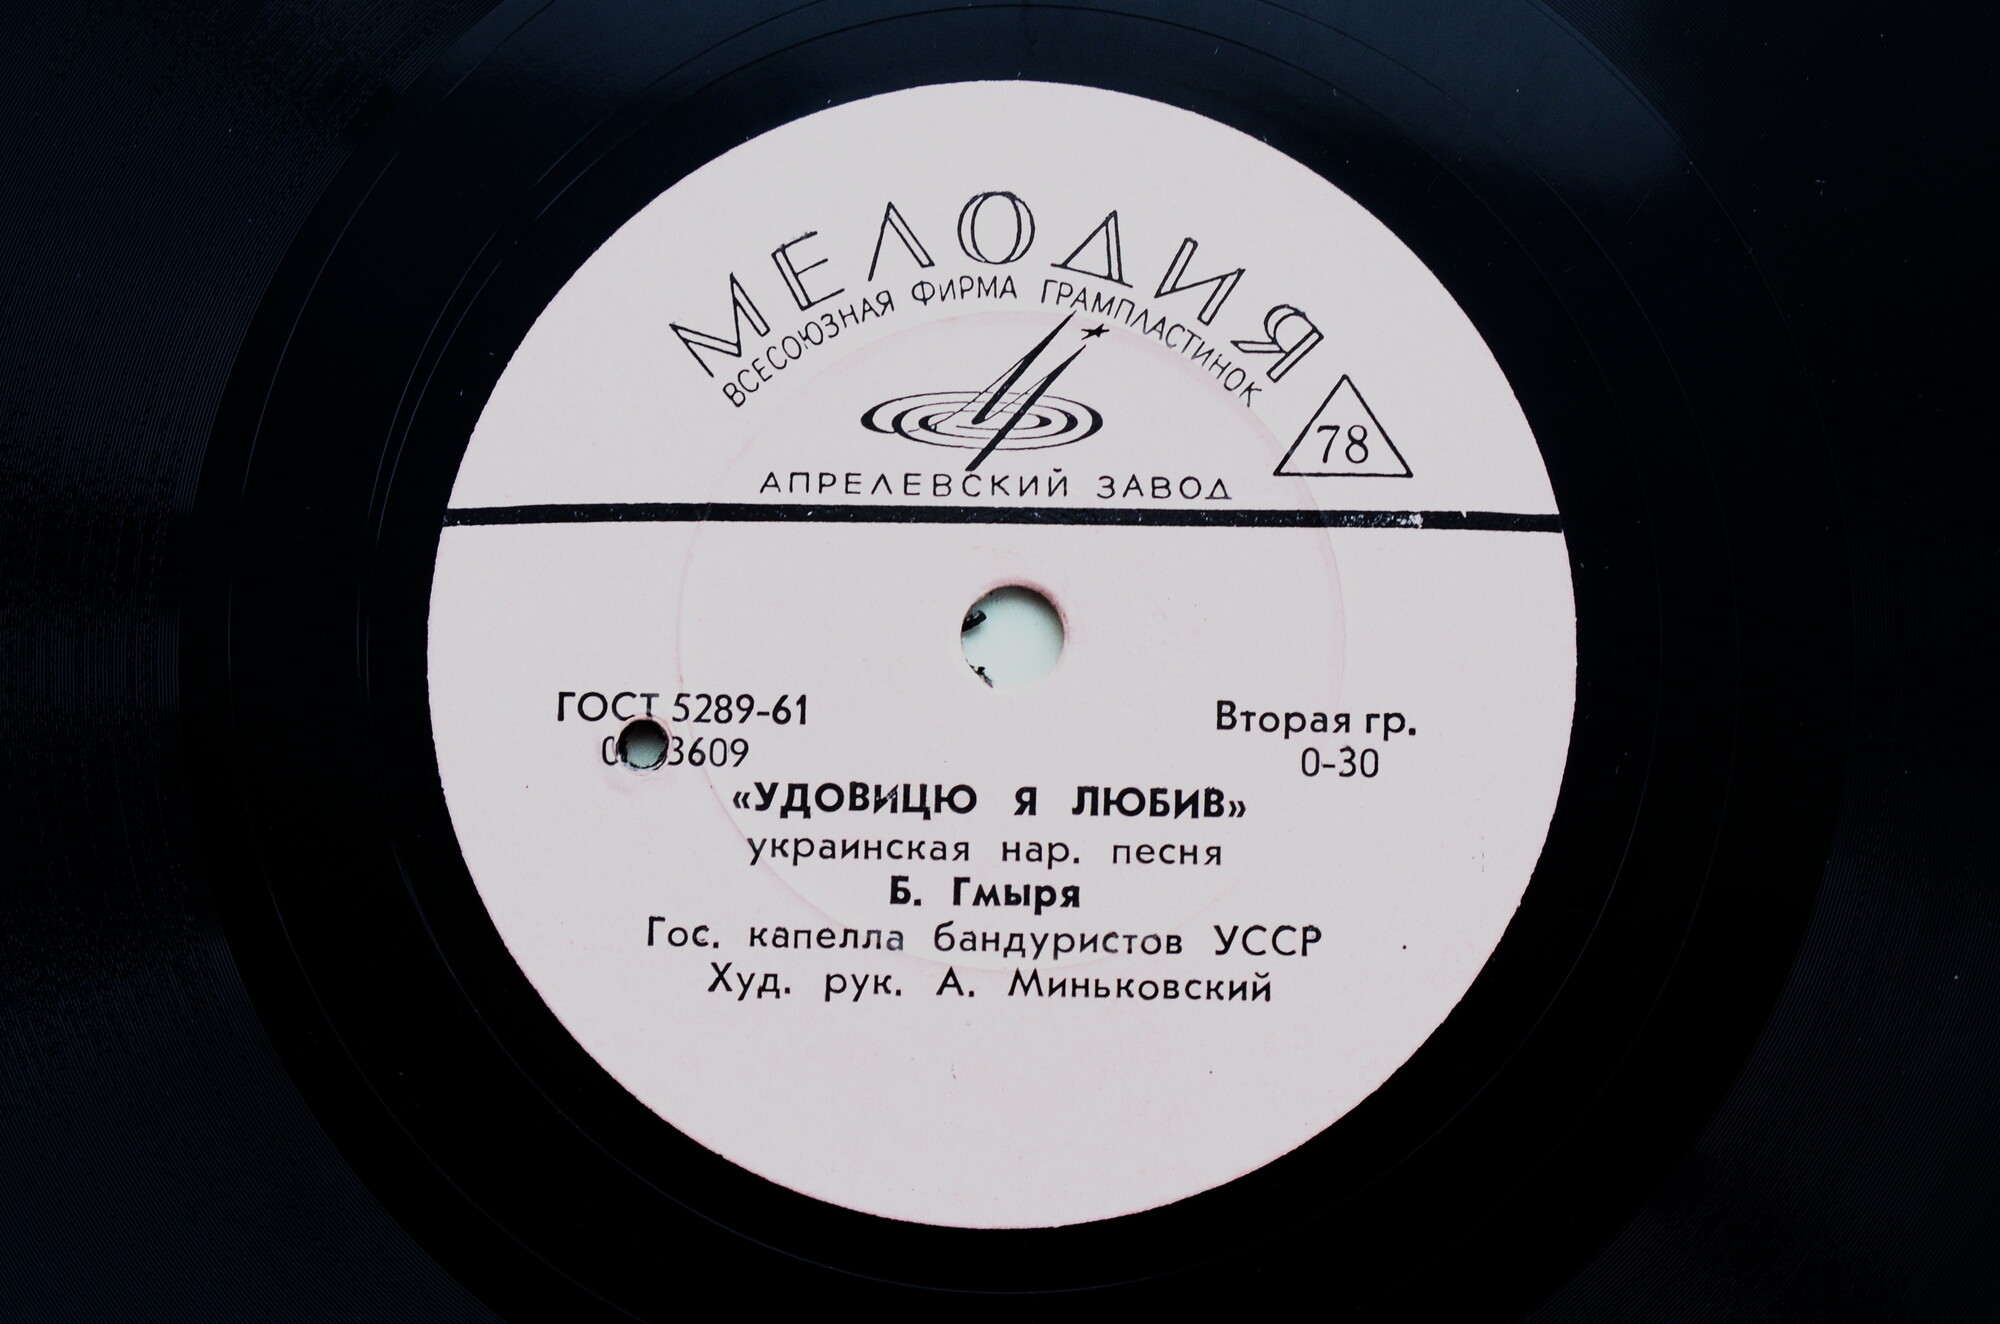 МЕЛОДИЯ
ВСЕСОЮЗНАЯ ФИРМА ГРАМПЛАСТИНОК
78
АПРЕЛЕВСКИЙ ЗАВОД
ГОСТ 5289-61
Вторая гр.
0-30
«УДОВИЦЮ Я ЛЮБИВ»
украинская нар. песня
Б. Гмыря
Гос. капелла бандуристов УССР
Худ. рук. А. Миньковский